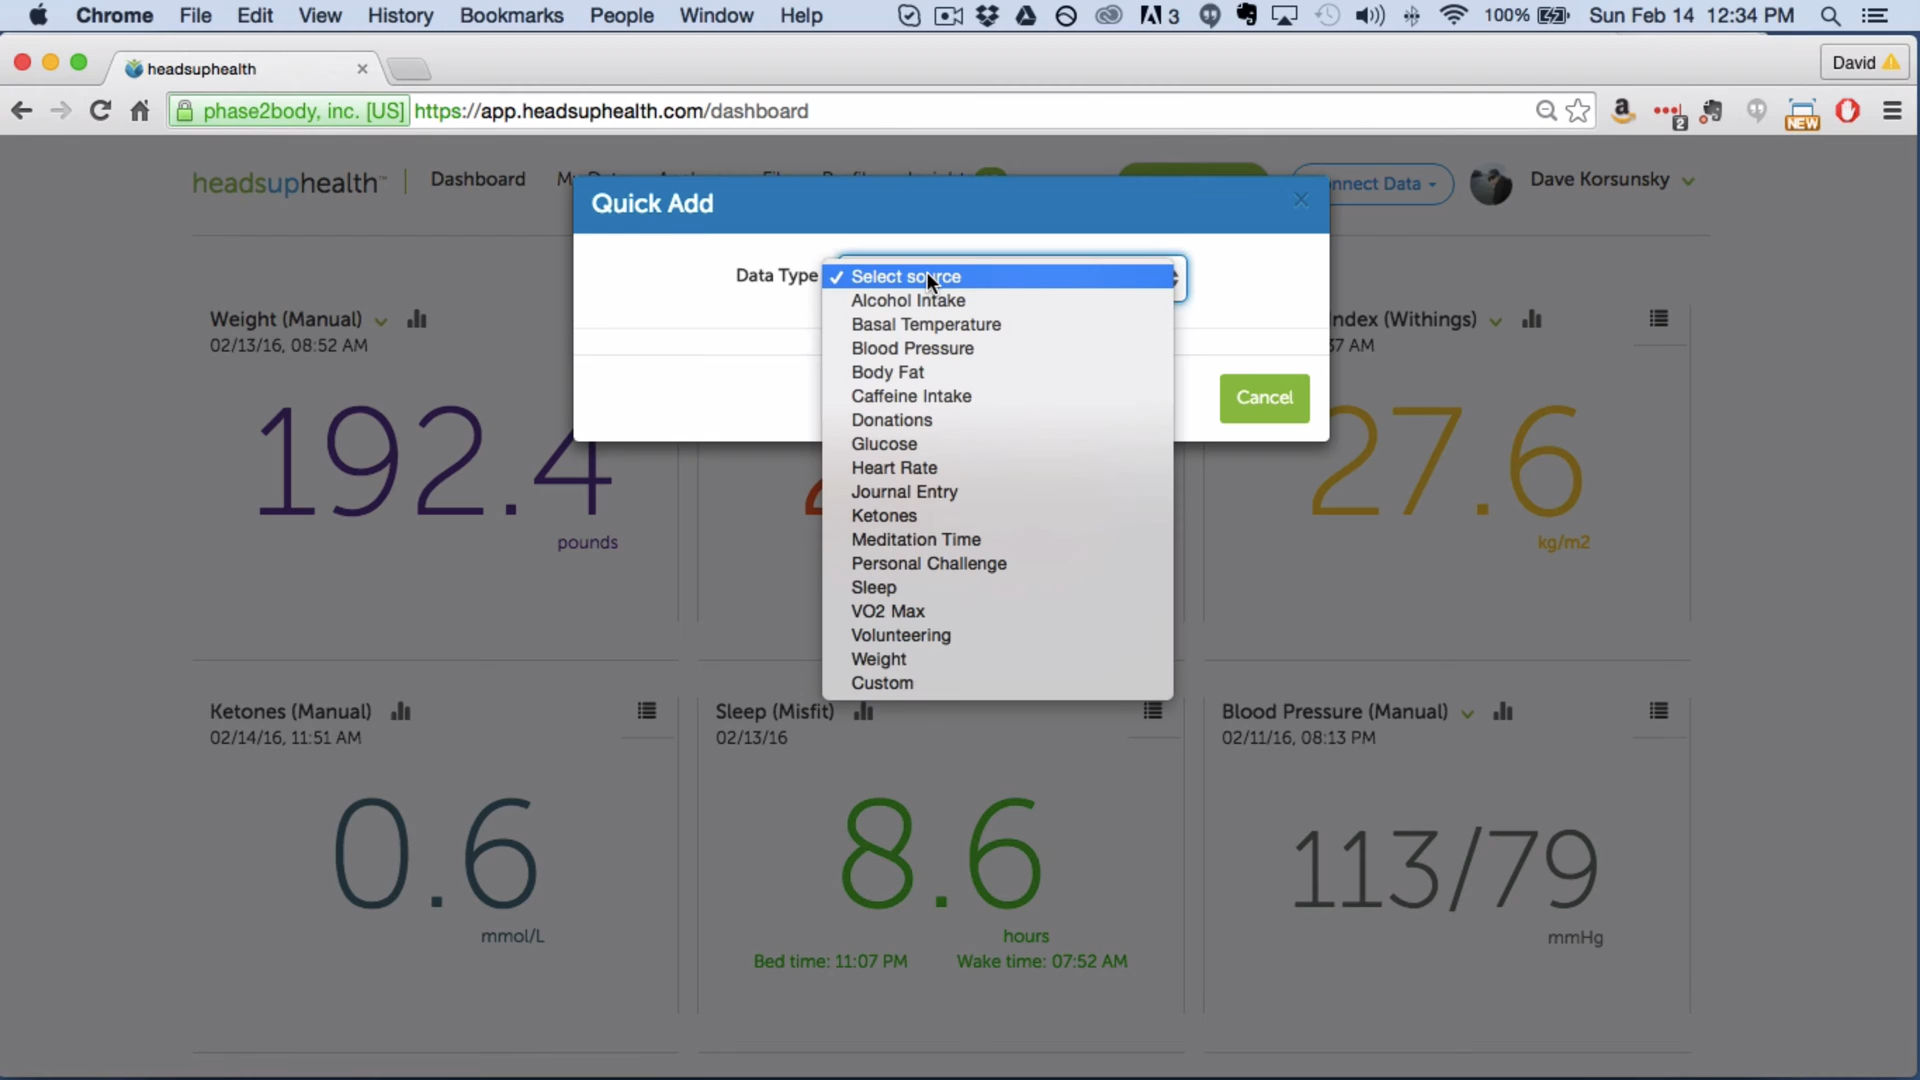 Chrome File Edit View History Bookmarks People Window Help 3 100% Sun Feb 14 12:34 PM
headsuphealth David
phase2body, inc. [US] https://app.headsuphealth.com/dashboard 2 NEW
headsuphealth™ Dashboard Connect Data Dave Korsunsky
Quick Add
Data Type
Select source
Alcohol Intake
Basal Temperature
Blood Pressure
Body Fat
Caffeine Intake
Donations
Glucose
Heart Rate
Journal Entry
Ketones
Meditation Time
Personal Challenge
Sleep
VO2 Max
Volunteering
Weight
Custom
Cancel
Weight (Manual)
02/13/16, 08:52 AM
192.4
pounds
Index (Withings)
37 AM
27.6
kg/m2
Ketones (Manual)
02/14/16, 11:51 AM
0.6
mmol/L
Sleep (Misfit)
02/13/16
8.6
hours
Bed time: 11:07 PM Wake time: 07:52 AM
Blood Pressure (Manual)
02/11/16, 08:13 PM
113/79
mmHg